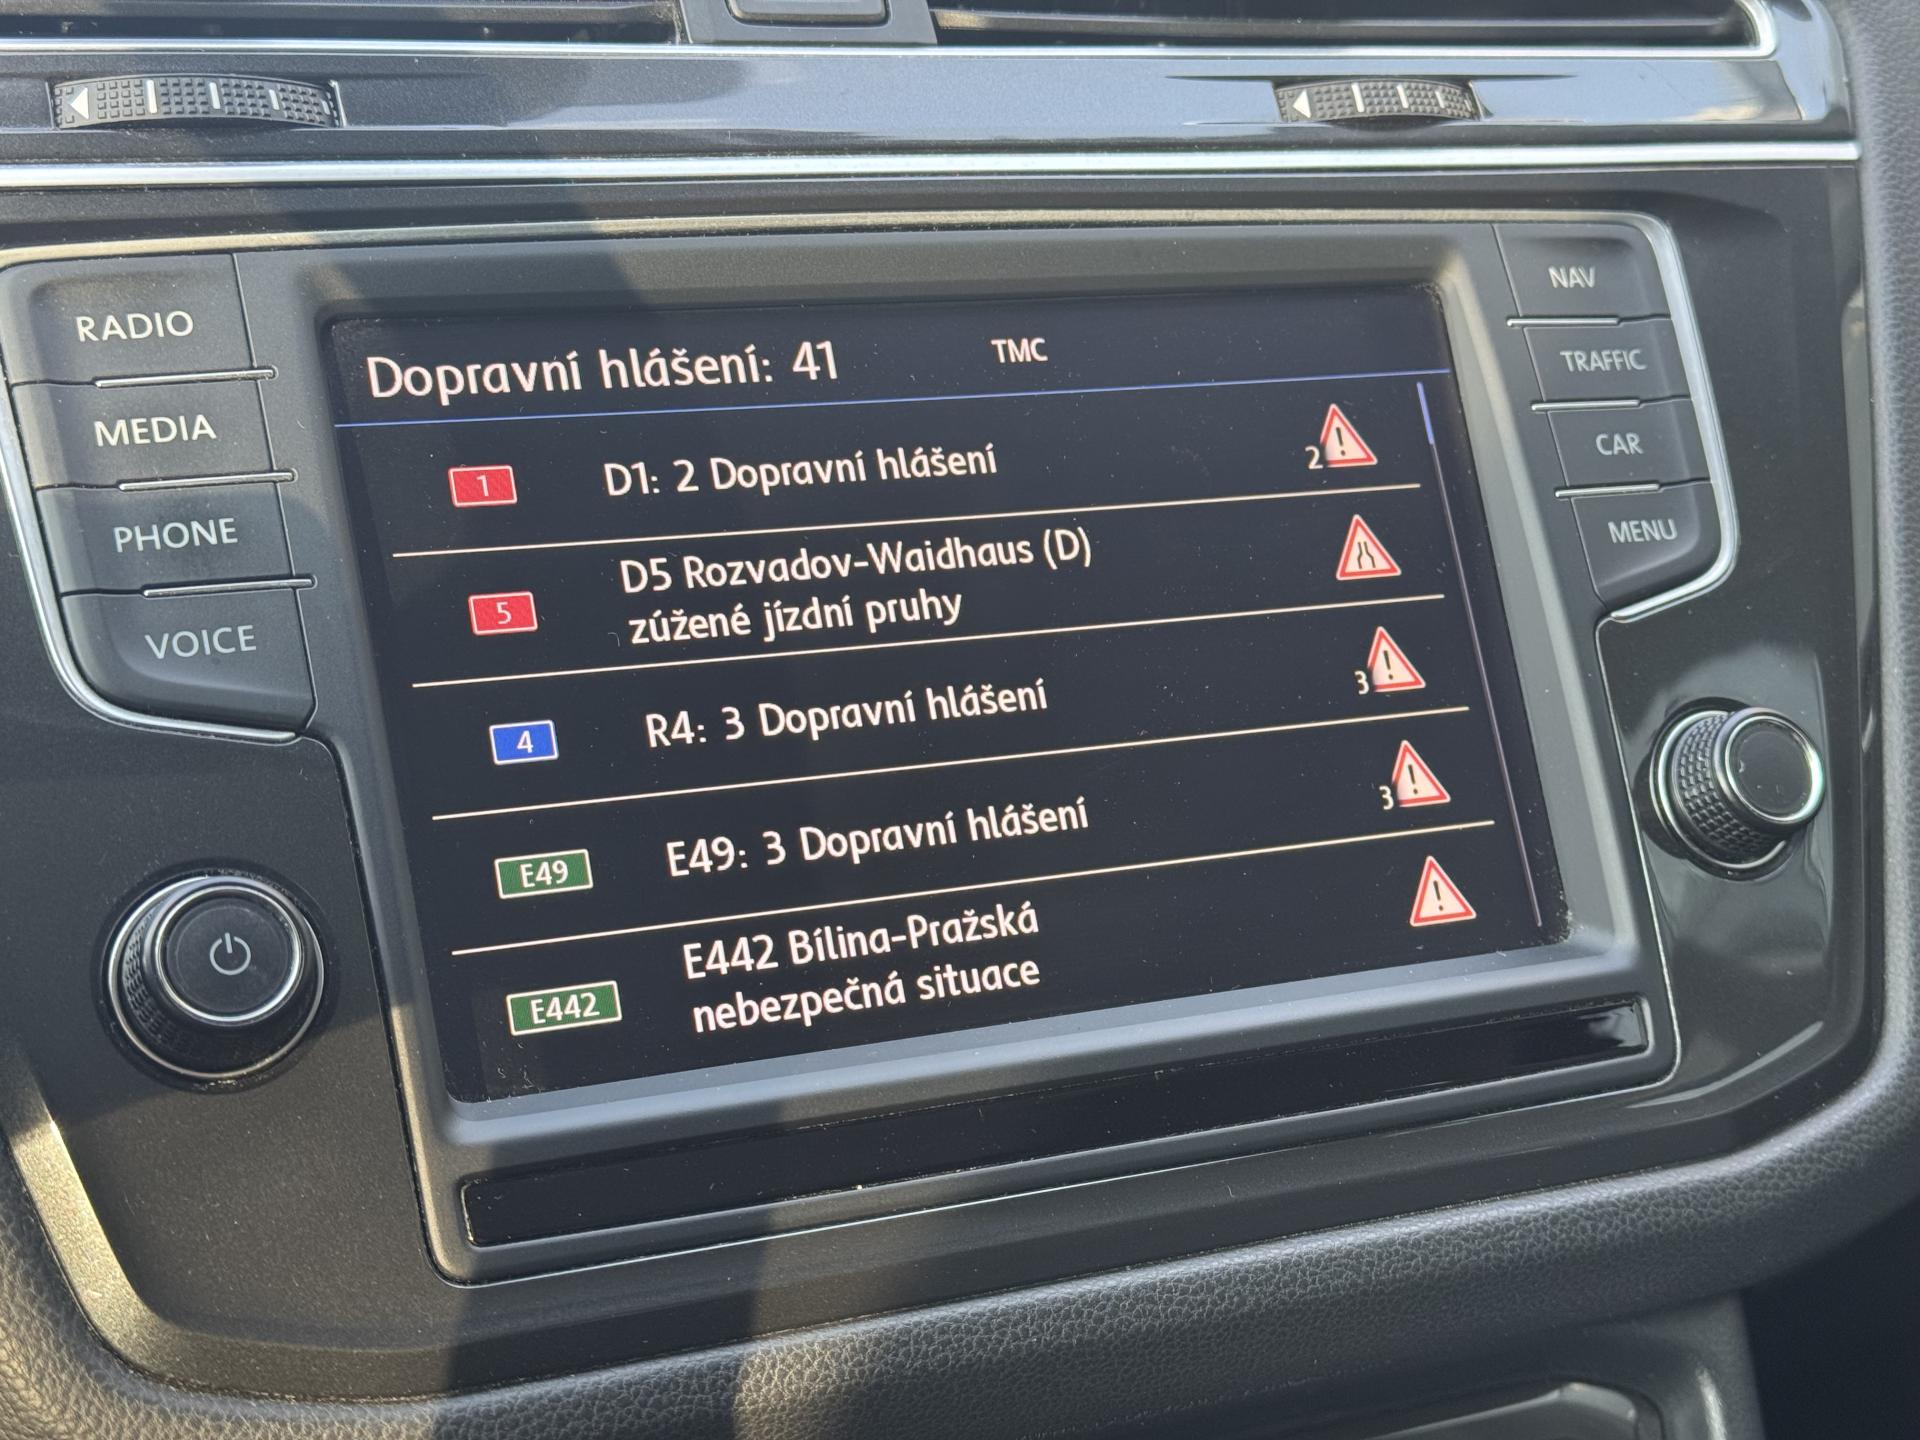 RADIO
MEDIA
PHONE
VOICE
Dopravní hlášení: 41
TMC
1
D1: 2 Dopravní hlášení
2
5
D5 Rozvadov-Waidhaus (D)
zúžené jízdní pruhy
4
R4: 3 Dopravní hlášení
3
E49
E49: 3 Dopravní hlášení
3
E442
E442 Bílina-Pražská
nebezpečná situace
NAV
TRAFFIC
CAR
MENU